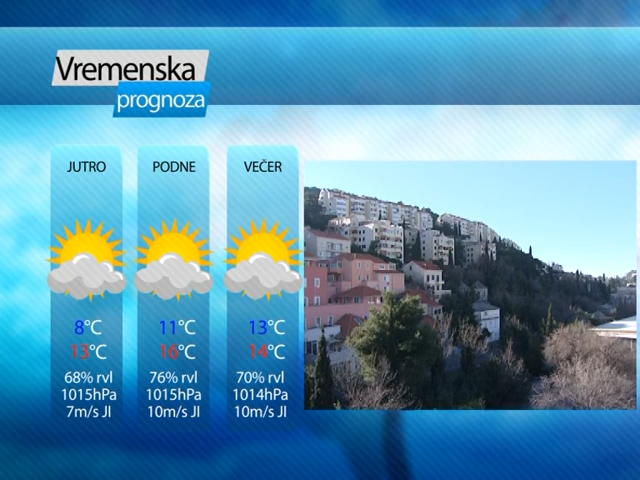 Vremenska
prognoza
JUTRO
8°C
13°C
68% rvl
1015hPa
7m/s JI
PODNE
11°C
16°C
76% rvl
1015hPa
10m/s JI
VEČER
13°C
14°C
70% rvl
1014hPa
10m/s JI